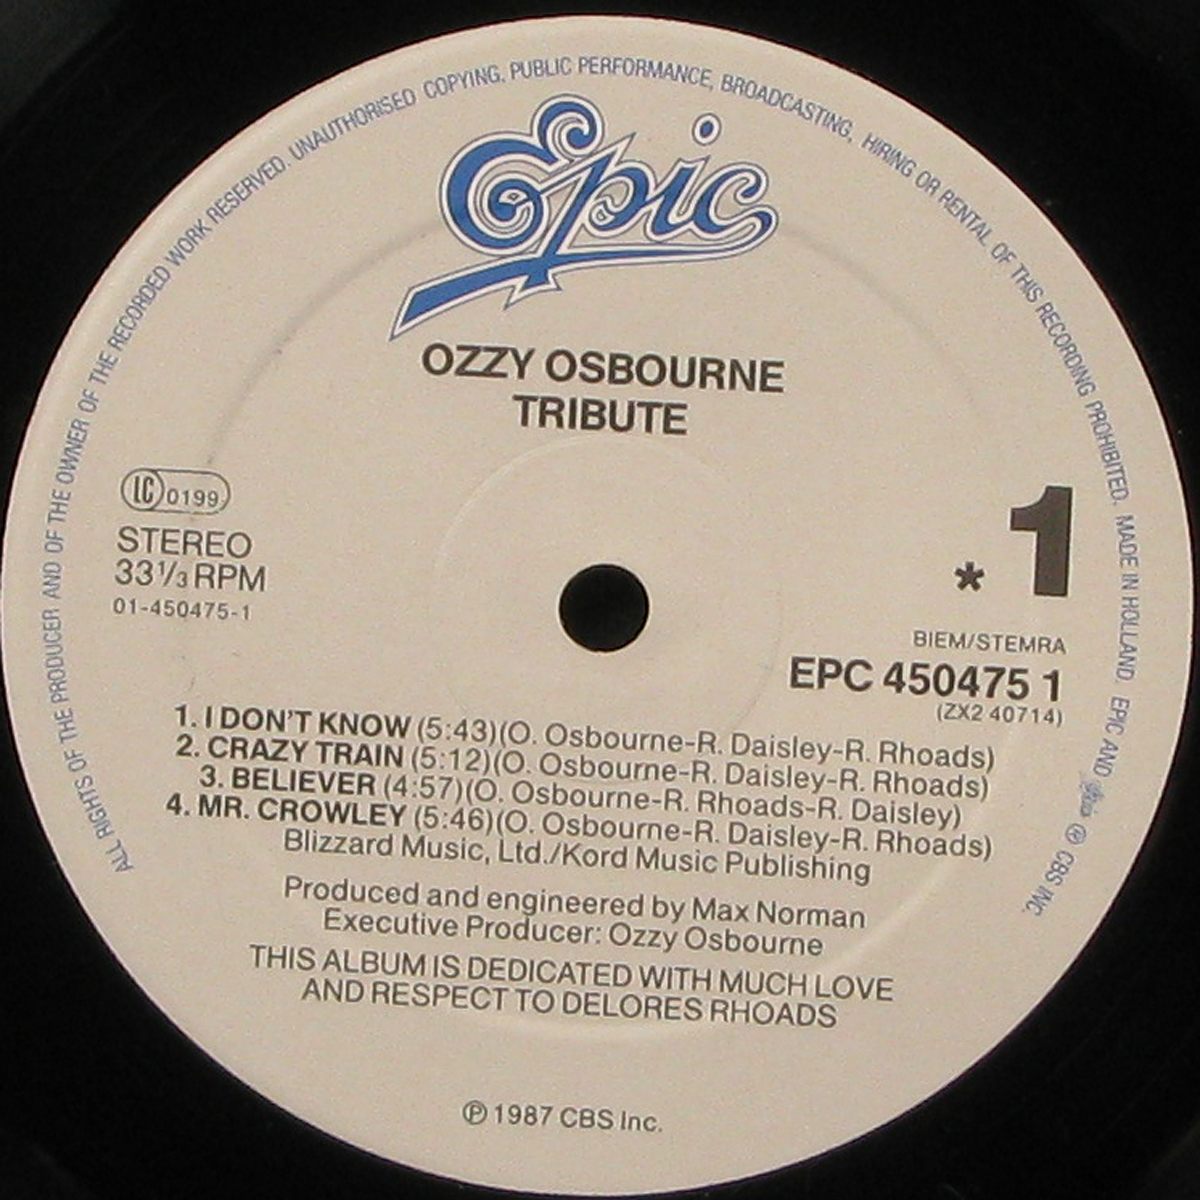 ALL RIGHTS OF THE PRODUCER AND OF THE OWNER OF THE RECORDED WORK RESERVED. UNAUTHORISED COPYING, PUBLIC PERFORMANCE, BROADCASTING, HIRING OR RENTAL OF THIS RECORDING PROHIBITED. MADE IN HOLLAND. EPIC AND Epic ® CBS INC.
Epic
OZZY OSBOURNE
TRIBUTE
LC 0199
STEREO
33 1/3 RPM
01-450475-1
* 1
BIEM/STEMRA
EPC 450475 1
(ZX2 40714)
1. I DON'T KNOW (5:43)(O. Osbourne-R. Daisley-R. Rhoads)
2. CRAZY TRAIN (5:12)(O. Osbourne-R. Daisley-R. Rhoads)
3. BELIEVER (4:57)(O. Osbourne-R. Rhoads-R. Daisley)
4. MR. CROWLEY (5:46)(O. Osbourne-R. Daisley-R. Rhoads)
Blizzard Music, Ltd./Kord Music Publishing
Produced and engineered by Max Norman
Executive Producer: Ozzy Osbourne
THIS ALBUM IS DEDICATED WITH MUCH LOVE
AND RESPECT TO DELORES RHOADS
℗ 1987 CBS Inc.